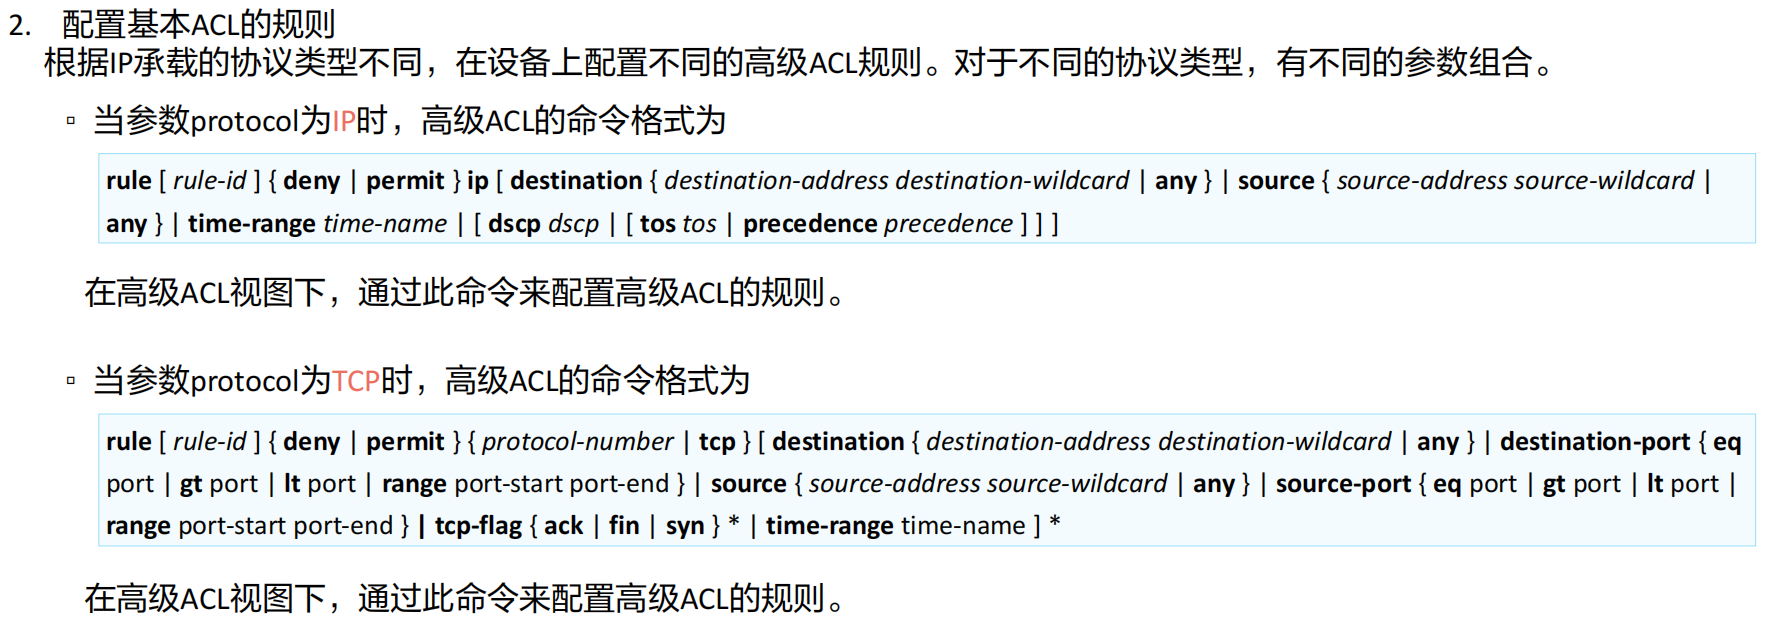 2. 配置基本ACL的规则
根据IP承载的协议类型不同，在设备上配置不同的高级ACL规则。对于不同的协议类型，有不同的参数组合。
▫ 当参数protocol为IP时，高级ACL的命令格式为
rule [ rule-id ] { deny | permit } ip [ destination { destination-address destination-wildcard | any } | source { source-address source-wildcard |
any } | time-range time-name | [ dscp dscp | [ tos tos | precedence precedence ] ] ]
在高级ACL视图下，通过此命令来配置高级ACL的规则。
▫ 当参数protocol为TCP时，高级ACL的命令格式为
rule [ rule-id ] { deny | permit } { protocol-number | tcp } [ destination { destination-address destination-wildcard | any } | destination-port { eq
port | gt port | lt port | range port-start port-end } | source { source-address source-wildcard | any } | source-port { eq port | gt port | lt port |
range port-start port-end } | tcp-flag { ack | fin | syn } * | time-range time-name ] *
在高级ACL视图下，通过此命令来配置高级ACL的规则。